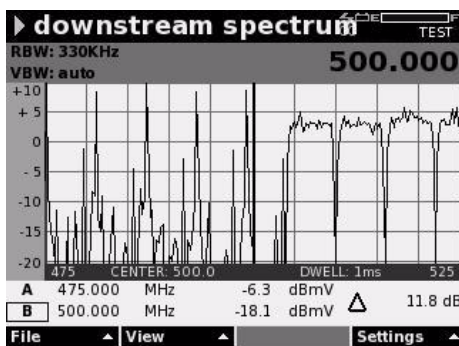 downstream spectrum
E F
TEST
RBW: 330KHz
VBW: auto
500.000
+10
+ 5
0
- 5
-10
-15
-20
475 CENTER: 500.0 DWELL: 1ms 525
A 475.000 MHz -6.3 dBmV
B 500.000 MHz -18.1 dBmV
Δ 11.8 dB
File View Settings